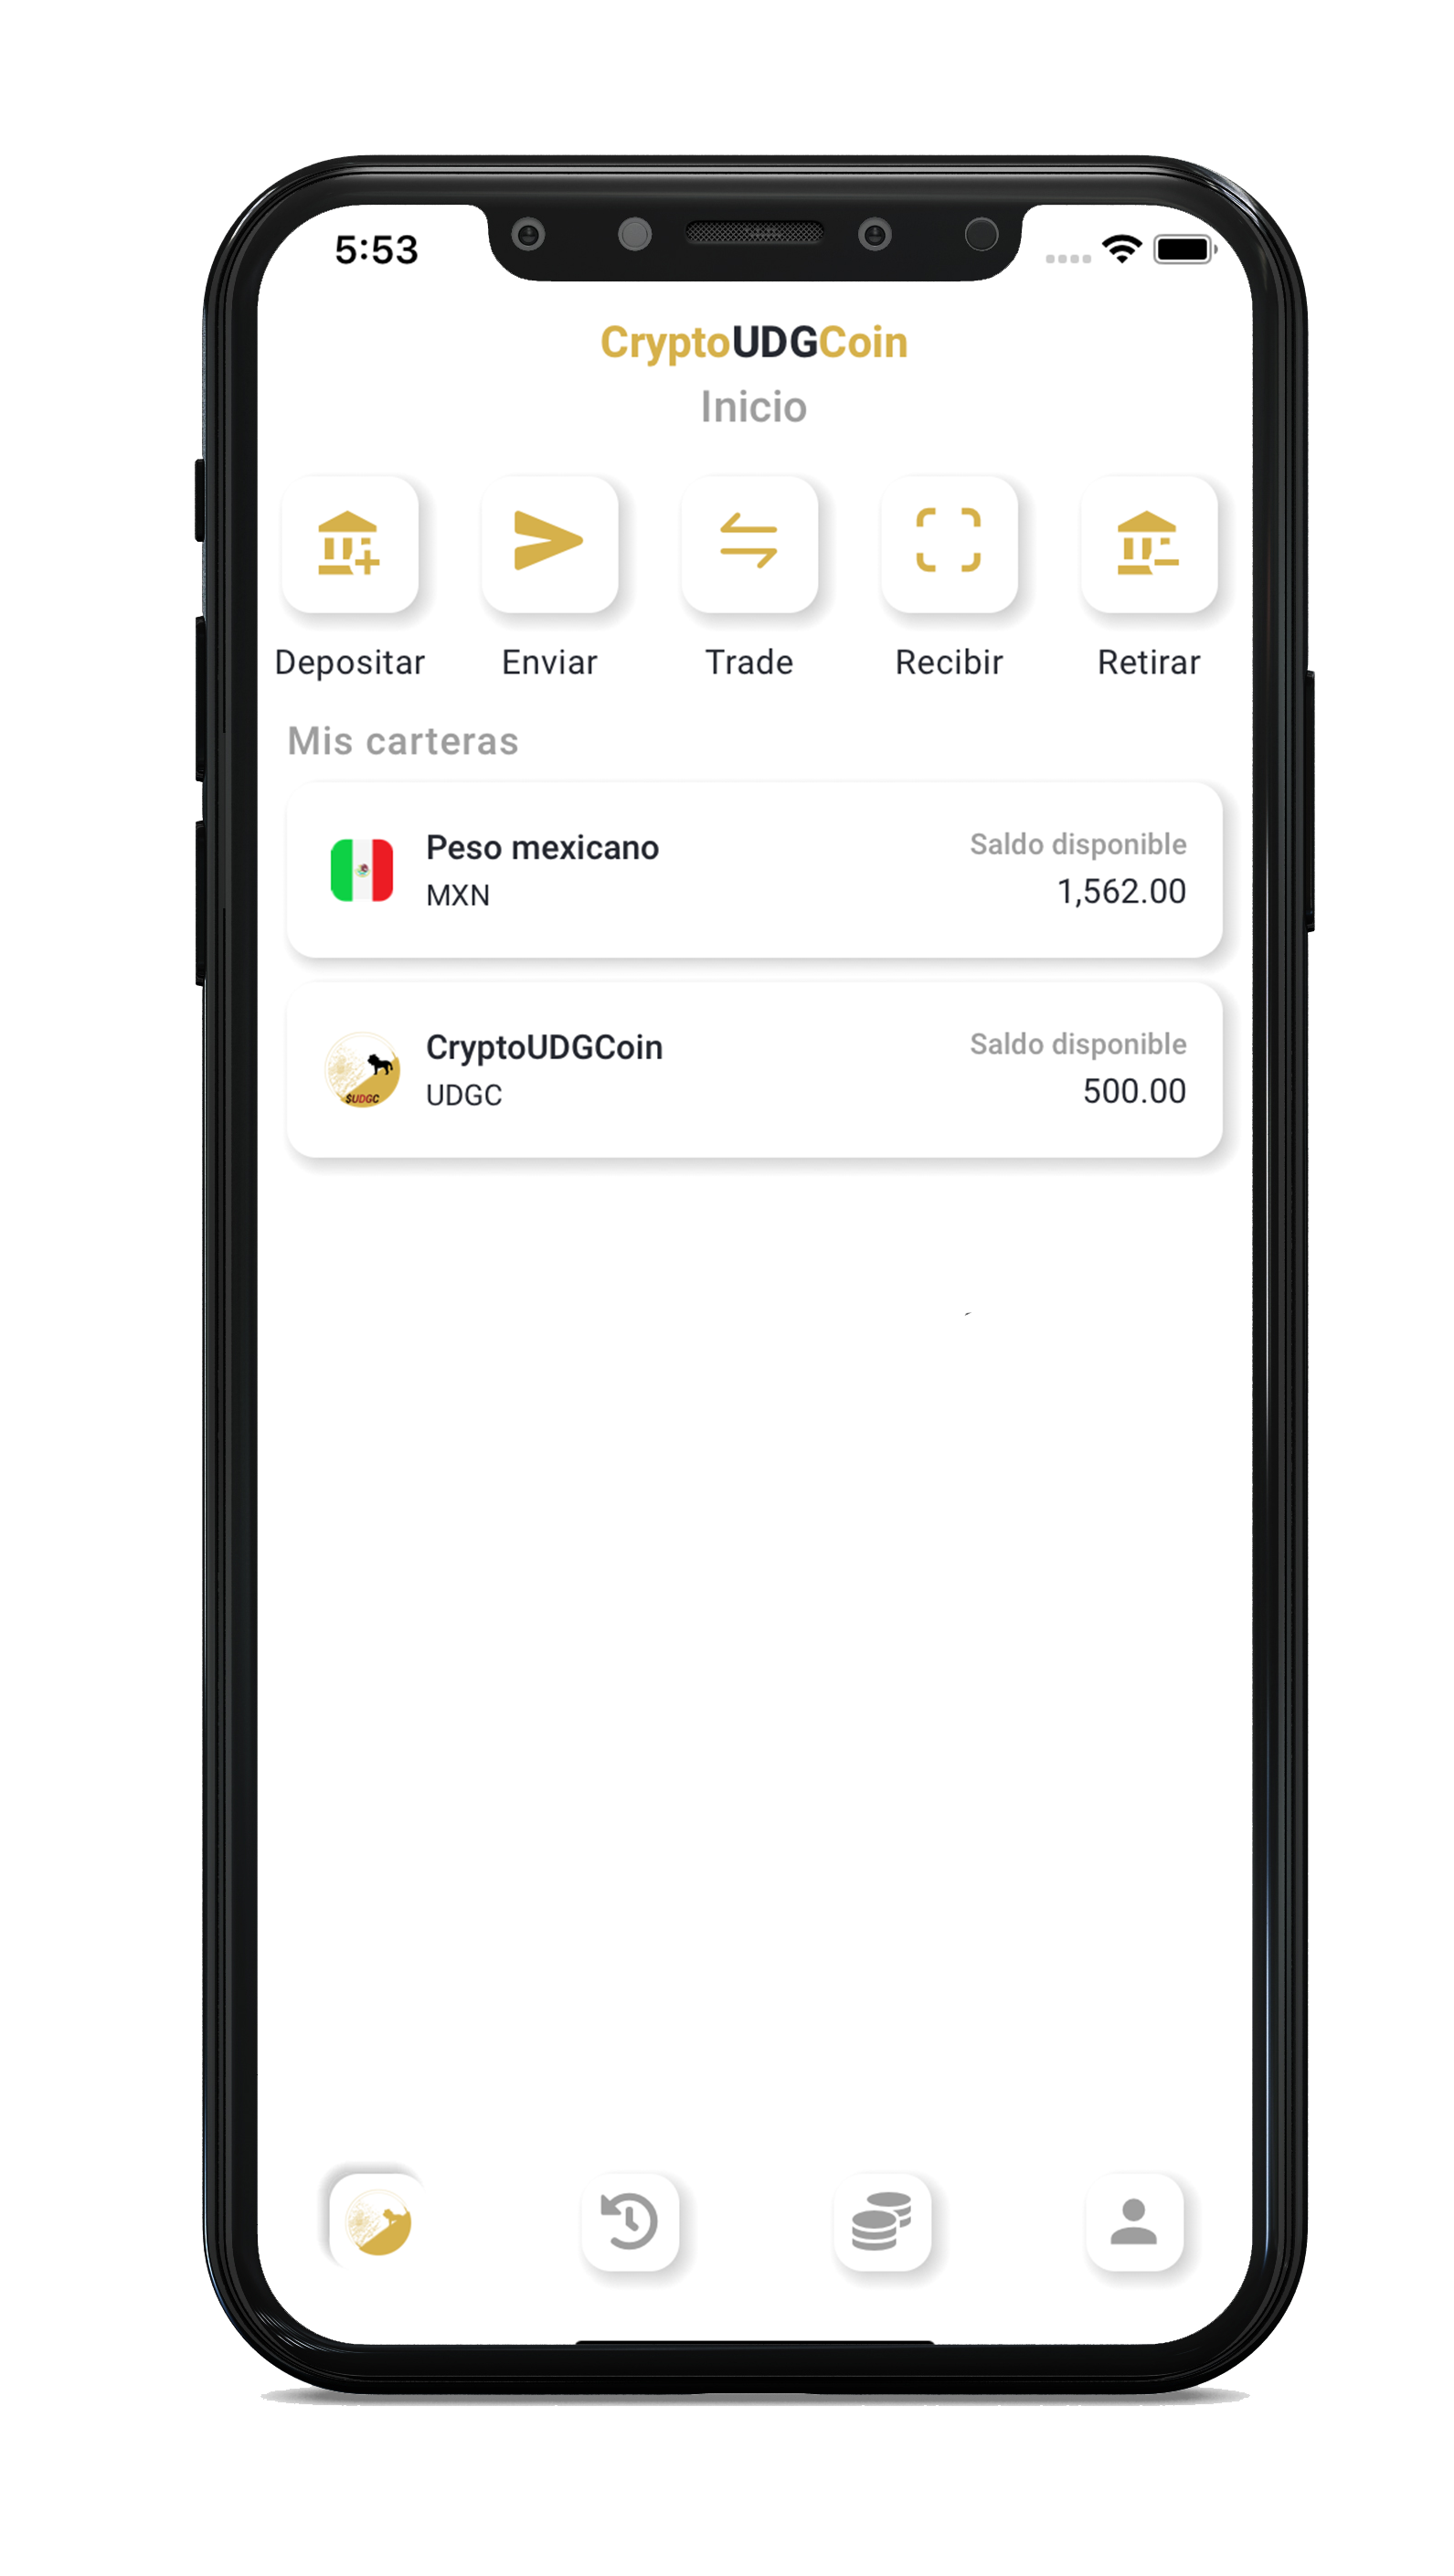 5:53
CryptoUDGCoin
Inicio
Depositar Enviar Trade Recibir Retirar
Mis carteras
Peso mexicano Saldo disponible
MXN 1,562.00
CryptoUDGCoin Saldo disponible
UDGC 500.00
$UDGC